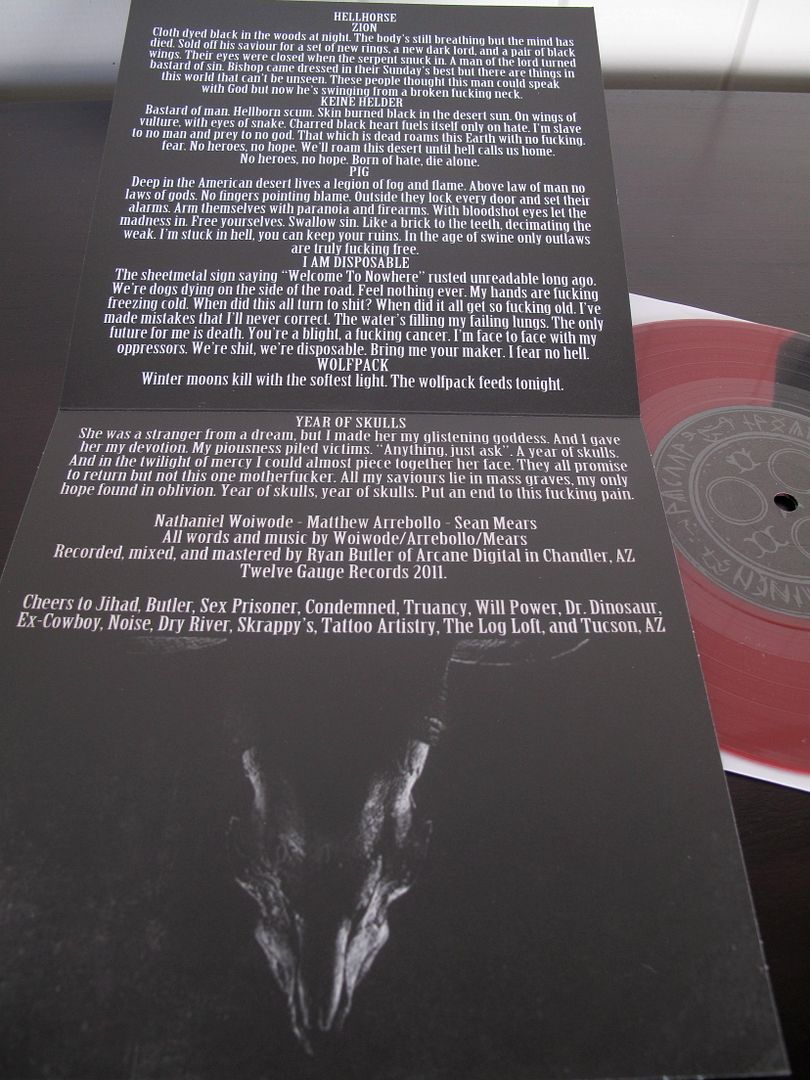 HELLHORSE
ZION
Cloth dyed black in the woods at night. The body's still breathing but the mind has
died. Sold off his saviour for a set of new rings, a new dark lord, and a pair of black
wings. Their eyes were closed when the serpent snuck in. A man of the lord turned
bastard of sin. Bishop came dressed in their Sunday's best but there are things in
this world that can't be unseen. These people thought this man could speak
with God but now he's swinging from a broken fucking neck.
KEINE HELDER
Bastard of man. Hellborn scum. Skin burned black in the desert sun. On wings of
vulture, with eyes of snake. Charred black heart fuels itself only on hate. I'm slave
to no man and prey to no god. That which is dead roams this Earth with no fucking
fear. No heroes, no hope. We'll roam this desert until hell calls us home.
No heroes, no hope. Born of hate, die alone.
PIG
Deep in the American desert lives a legion of fog and flame. Above law of man no
laws of gods. No fingers pointing blame. Outside they lock every door and set their
alarms. Arm themselves with paranoia and firearms. With bloodshot eyes let the
madness in. Free yourselves. Swallow sin. Like a brick to the teeth, decimating the
weak. I'm stuck in hell, you can keep your ruins. In the age of swine only outlaws
are truly fucking free.
I AM DISPOSABLE
The sheetmetal sign saying “Welcome To Nowhere” rusted unreadable long ago.
We're dogs dying on the side of the road. Feel nothing ever. My hands are fucking
freezing cold. When did this all turn to shit? When did it all get so fucking old. I've
made mistakes that I'll never correct. The water's filling my failing lungs. The only
future for me is death. You're a blight, a fucking cancer. I'm face to face with my
oppressors. We're shit, we're disposable. Bring me your maker. I fear no hell.
WOLFPACK
Winter moons kill with the softest light. The wolfpack feeds tonight.
YEAR OF SKULLS
She was a stranger from a dream, but I made her my glistening goddess. And I gave
her my devotion. My piousness piled victims. “Anything, just ask”. A year of skulls.
And in the twilight of mercy I could almost piece together her face. They all promise
to return but not this one motherfucker. All my saviours lie in mass graves, my only
hope found in oblivion. Year of skulls, year of skulls. Put an end to this fucking pain.
Nathaniel Woiwode - Matthew Arrebollo - Sean Mears
All words and music by Woiwode/Arrebollo/Mears
Recorded, mixed, and mastered by Ryan Butler of Arcane Digital in Chandler, AZ
Twelve Gauge Records 2011.
Cheers to Jihad, Butler, Sex Prisoner, Condemned, Truancy, Will Power, Dr. Dinosaur,
Ex-Cowboy, Noise, Dry River, Skrappy's, Tattoo Artistry, The Log Loft, and Tucson, AZ